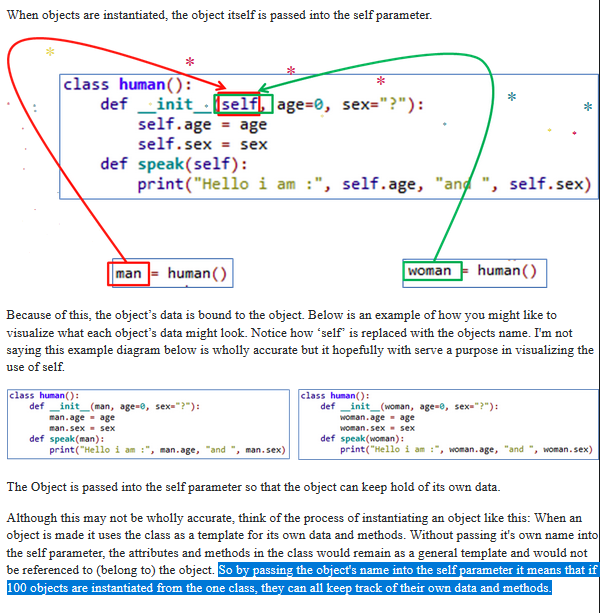 When objects are instantiated, the object itself is passed into the self parameter.
class human():
def __init__(self, age=0, sex="?"):
self.age = age
self.sex = sex
def speak(self):
print("Hello i am :", self.age, "and ", self.sex)
man = human()
woman = human()
Because of this, the object’s data is bound to the object. Below is an example of how you might like to
visualize what each object’s data might look. Notice how ‘self’ is replaced with the objects name. I'm not
saying this example diagram below is wholly accurate but it hopefully with serve a purpose in visualizing the
use of self.
class human():
def __init__(man, age=0, sex="?"):
man.age = age
man.sex = sex
def speak(man):
print("Hello i am :", man.age, "and ", man.sex)
class human():
def __init__(woman, age=0, sex="?"):
woman.age = age
woman.sex = sex
def speak(woman):
print("Hello i am :", woman.age, "and ", woman.sex)
The Object is passed into the self parameter so that the object can keep hold of its own data.
Although this may not be wholly accurate, think of the process of instantiating an object like this: When an
object is made it uses the class as a template for its own data and methods. Without passing it's own name into
the self parameter, the attributes and methods in the class would remain as a general template and would not
be referenced to (belong to) the object. So by passing the object's name into the self parameter it means that if
100 objects are instantiated from the one class, they can all keep track of their own data and methods.